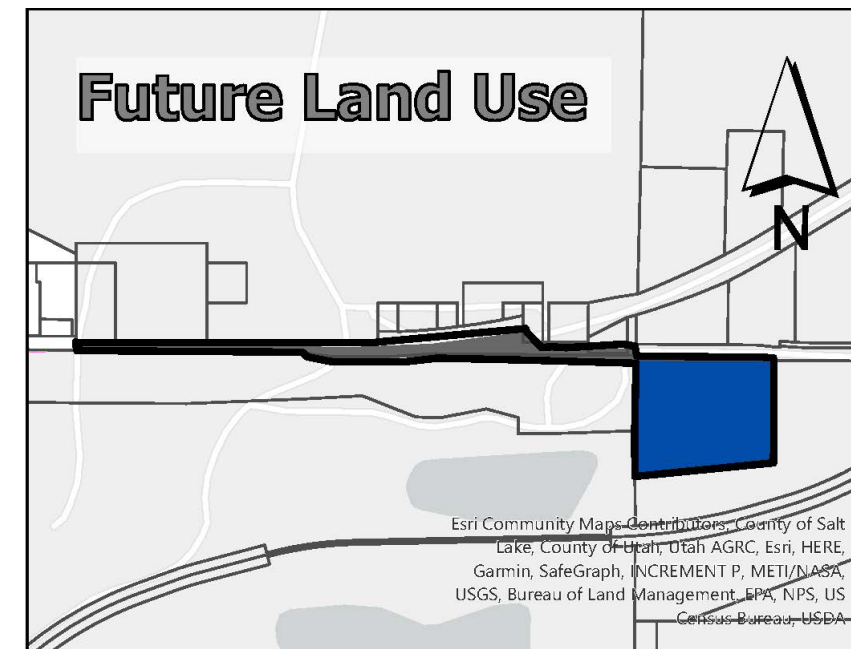 Future Land Use
N
Esri Community Maps Contributors, County of Salt
Lake, County of Utah, Utah AGRC, Esri, HERE,
Garmin, SafeGraph, INCREMENT P, METI/NASA,
USGS, Bureau of Land Management, EPA, NPS, US
Census Bureau, USDA